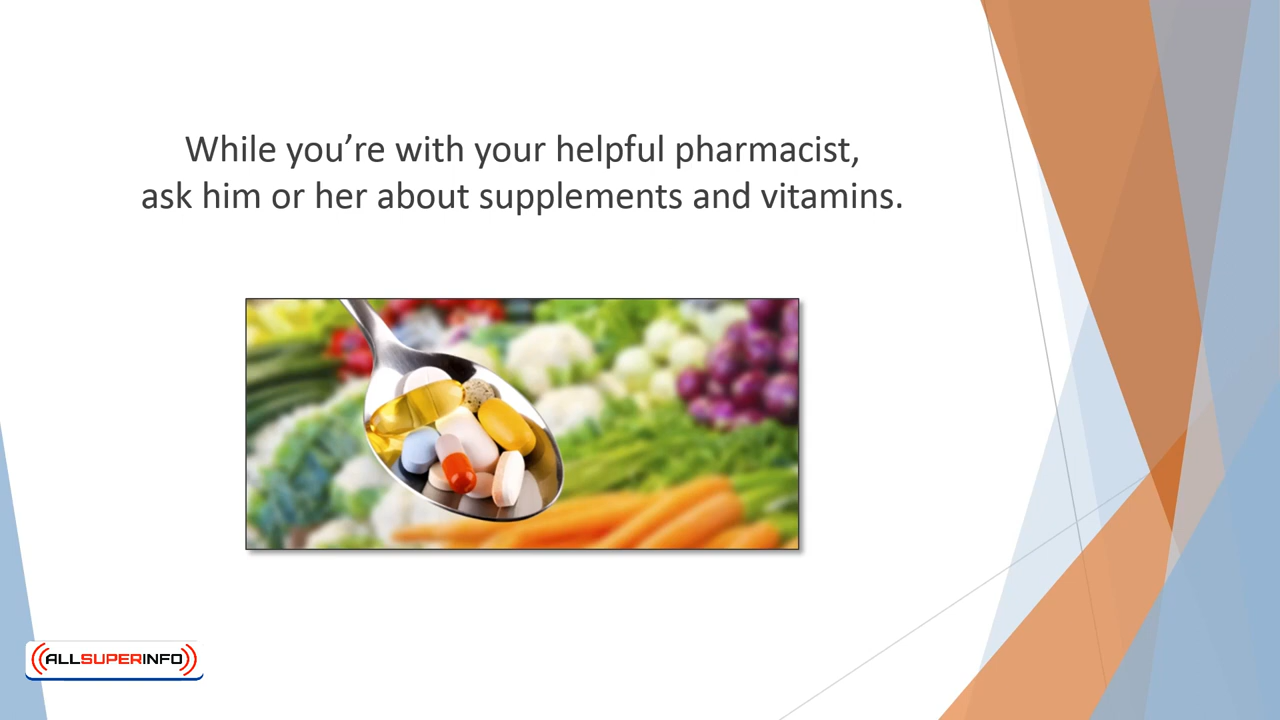 While you’re with your helpful pharmacist,
ask him or her about supplements and vitamins.
((ALLSUPERINFO))